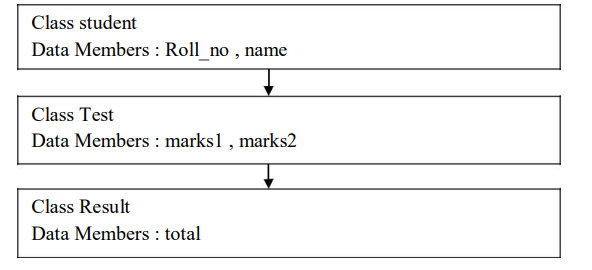 Class student
Data Members : Roll_no , name
Class Test
Data Members : marks1 , marks2
Class Result
Data Members : total